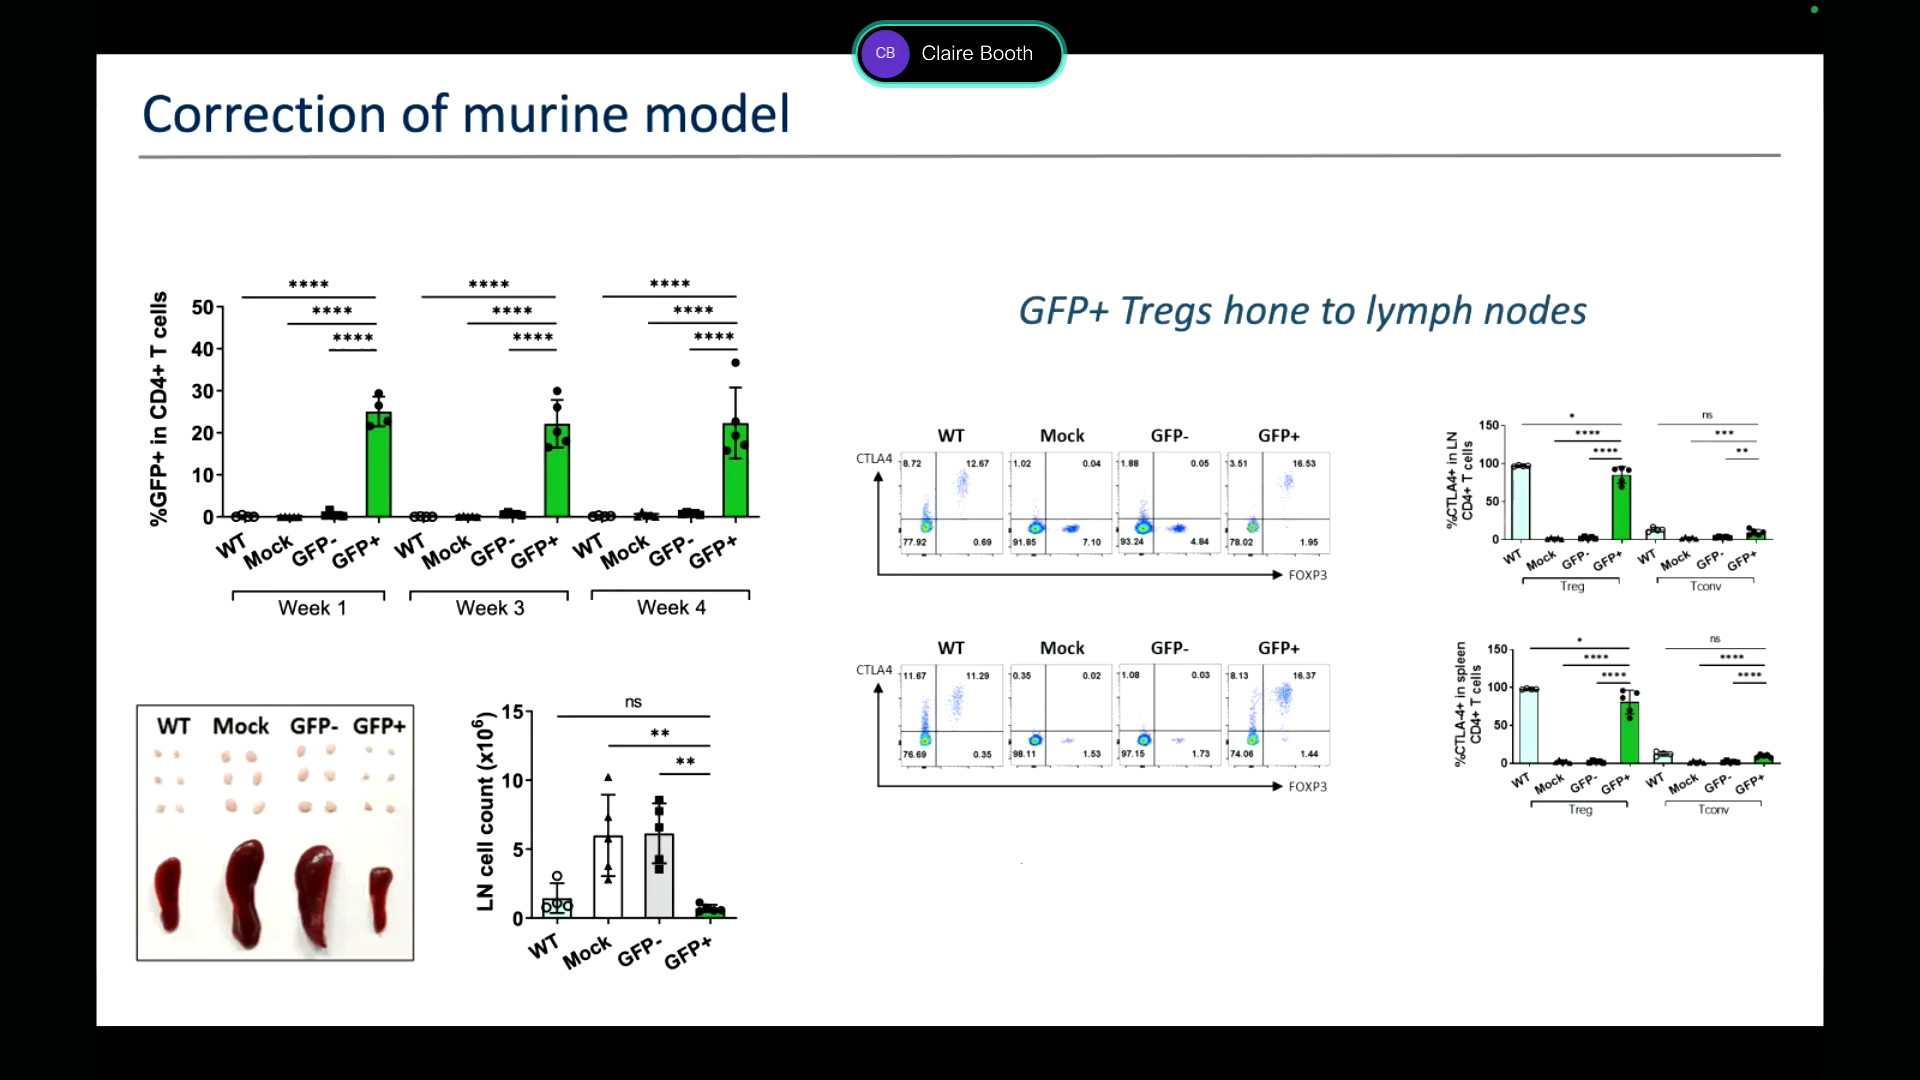 CB Claire Booth
Correction of murine model
GFP+ Tregs hone to lymph nodes
%GFP+ in CD4+ T cells
50
40
30
20
10
0
**** **** ****
**** **** ****
**** **** ****
WT Mock GFP- GFP+ WT Mock GFP- GFP+ WT Mock GFP- GFP+
Week 1 Week 3 Week 4
WT Mock GFP- GFP+
LN cell count (x10⁶)
15
10
5
0
ns
**
**
WT Mock GFP- GFP+
WT Mock GFP- GFP+
CTLA4
8.72 12.67 1.02 0.04 1.88 0.05 3.51 16.53
77.92 0.69 91.85 7.10 93.24 4.84 78.02 1.95
FOXP3
WT Mock GFP- GFP+
CTLA4
11.67 11.29 0.35 0.02 1.08 0.03 8.13 16.37
76.69 0.35 98.11 1.53 97.15 1.73 74.06 1.44
FOXP3
%CTLA4+ in LN
CD4+ T cells
150
100
50
0
* ns
**** ***
**** **
WT Mock GFP- GFP+ WT Mock GFP- GFP+
Treg Tconv
%CTLA-4+ in spleen
CD4+ T cells
150
100
50
0
* ns
**** ****
**** ****
WT Mock GFP- GFP+ WT Mock GFP- GFP+
Treg Tconv